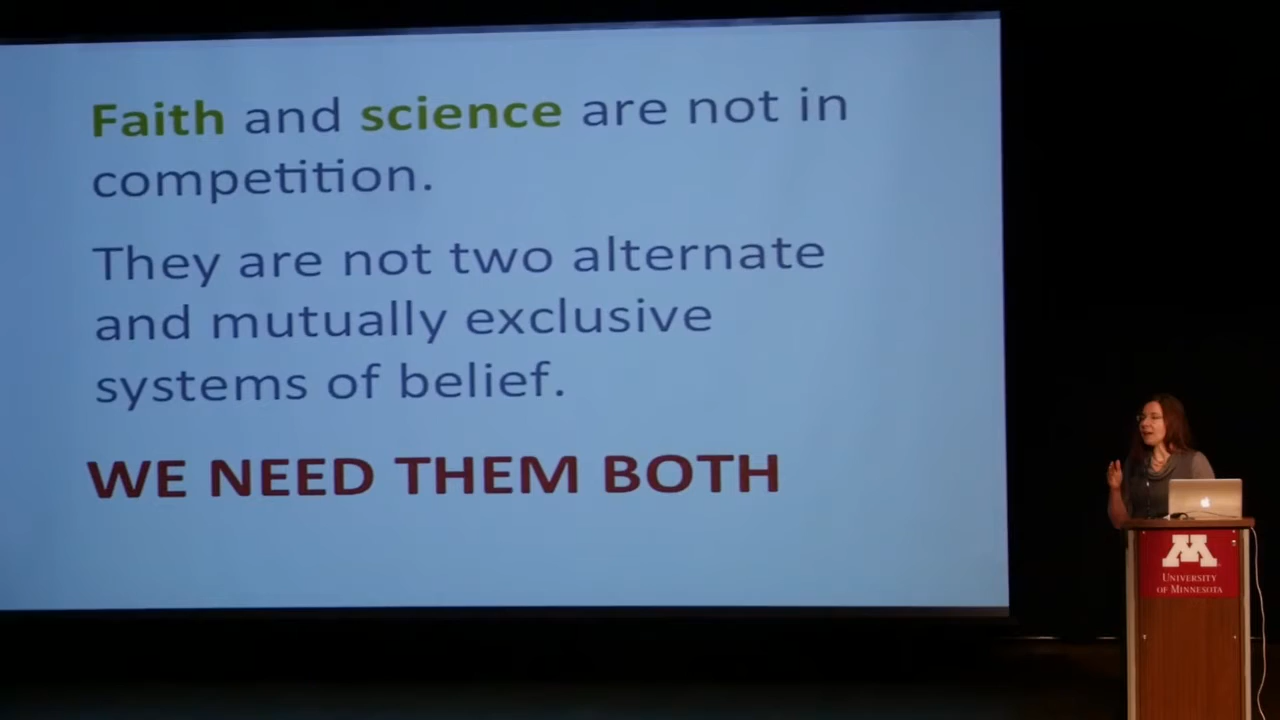 Faith and science are not in
competition.
They are not two alternate
and mutually exclusive
systems of belief.
WE NEED THEM BOTH
M
UNIVERSITY
OF MINNESOTA